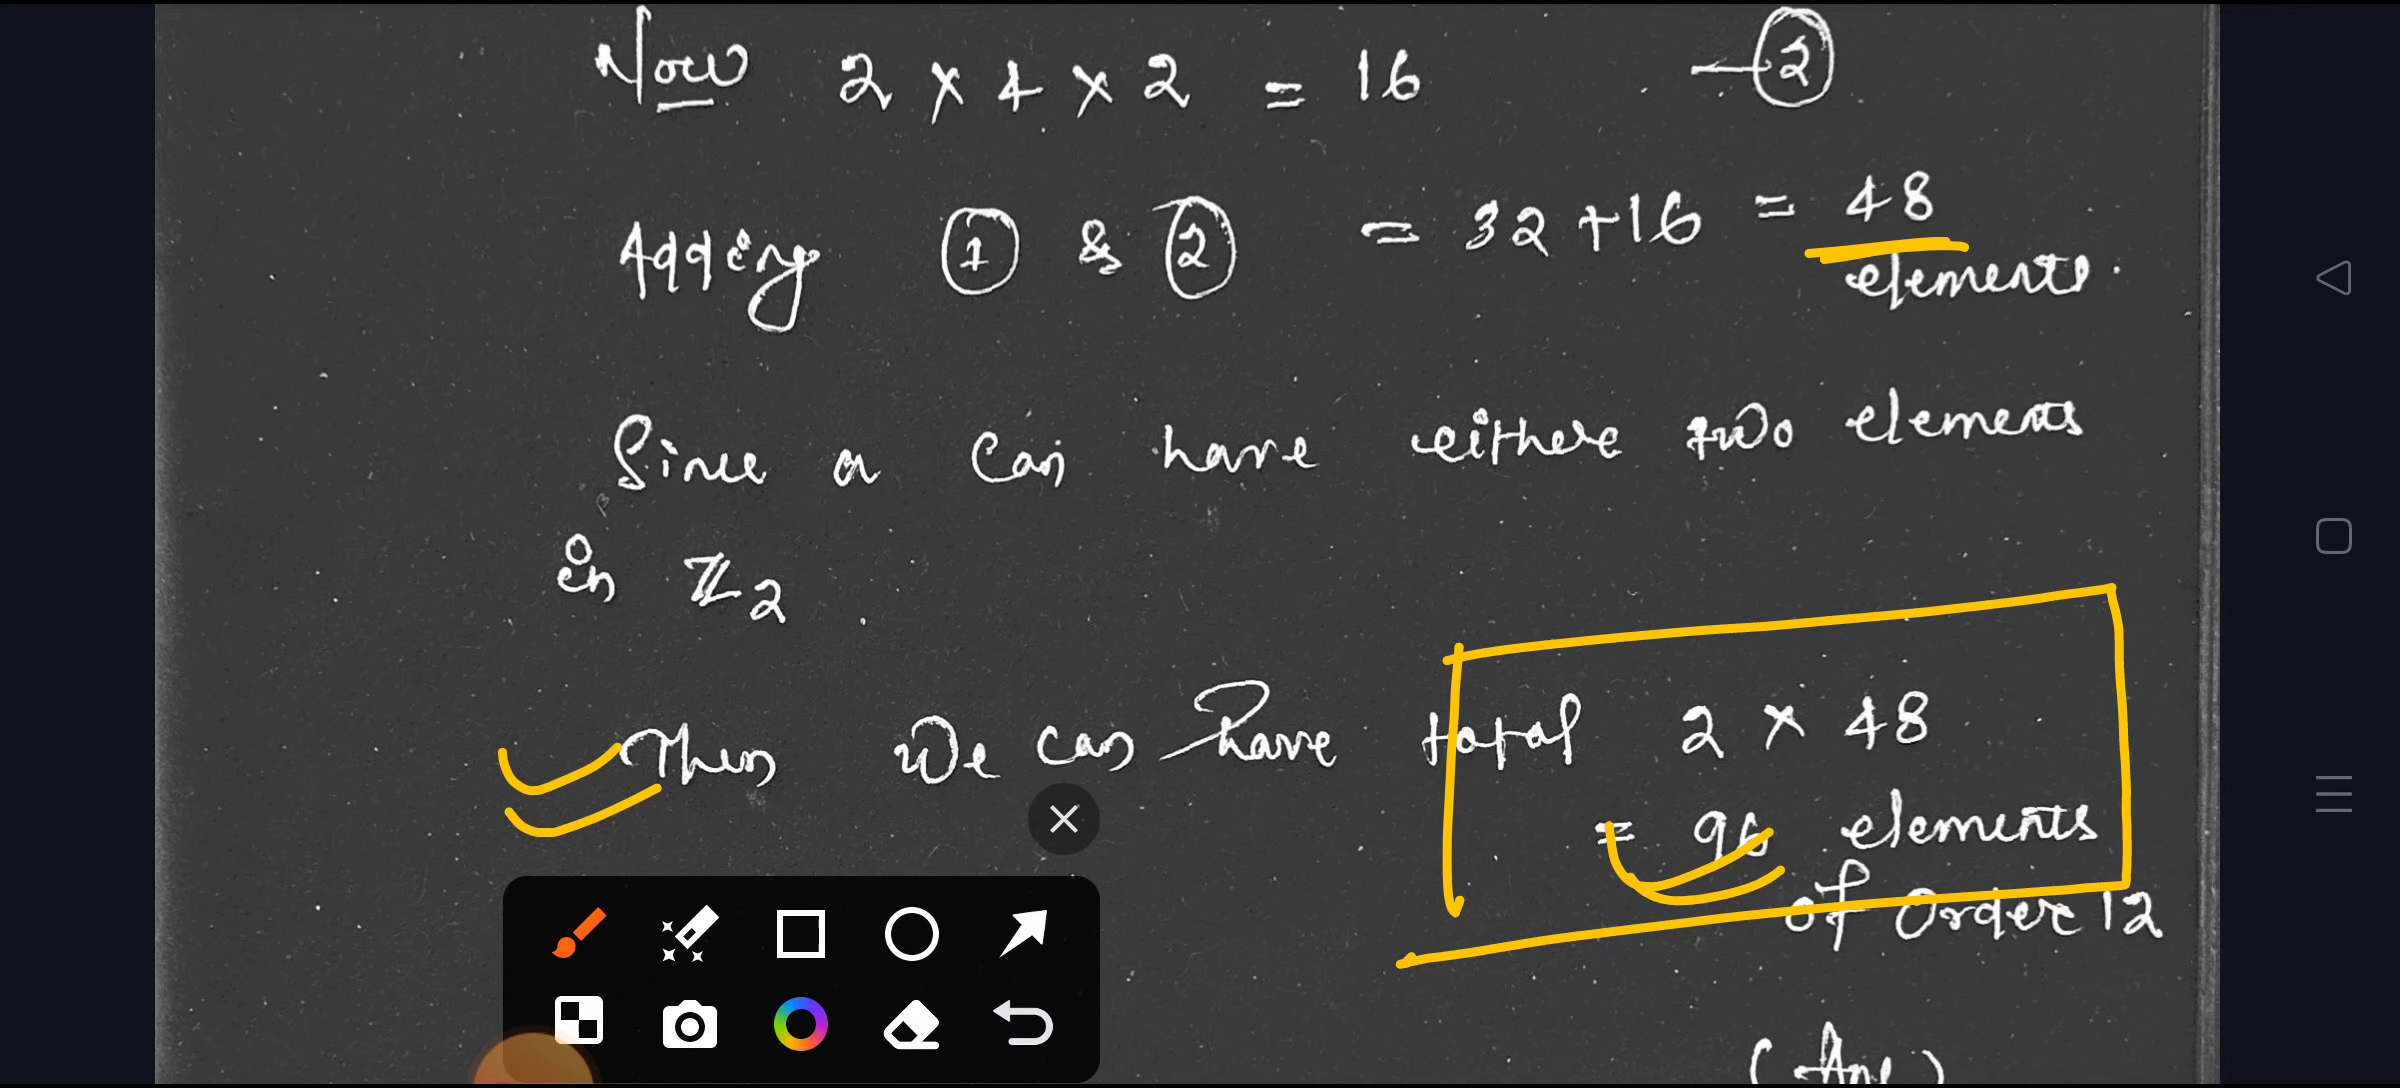 Now 2 × 4 × 2 = 16 —②
Adding ① & ② = 32 + 16 = 48
elements.
Since a can have either two elements
in ℤ2.
Then we can have total 2 × 48
= 96 elements
of order 12
(Ans)